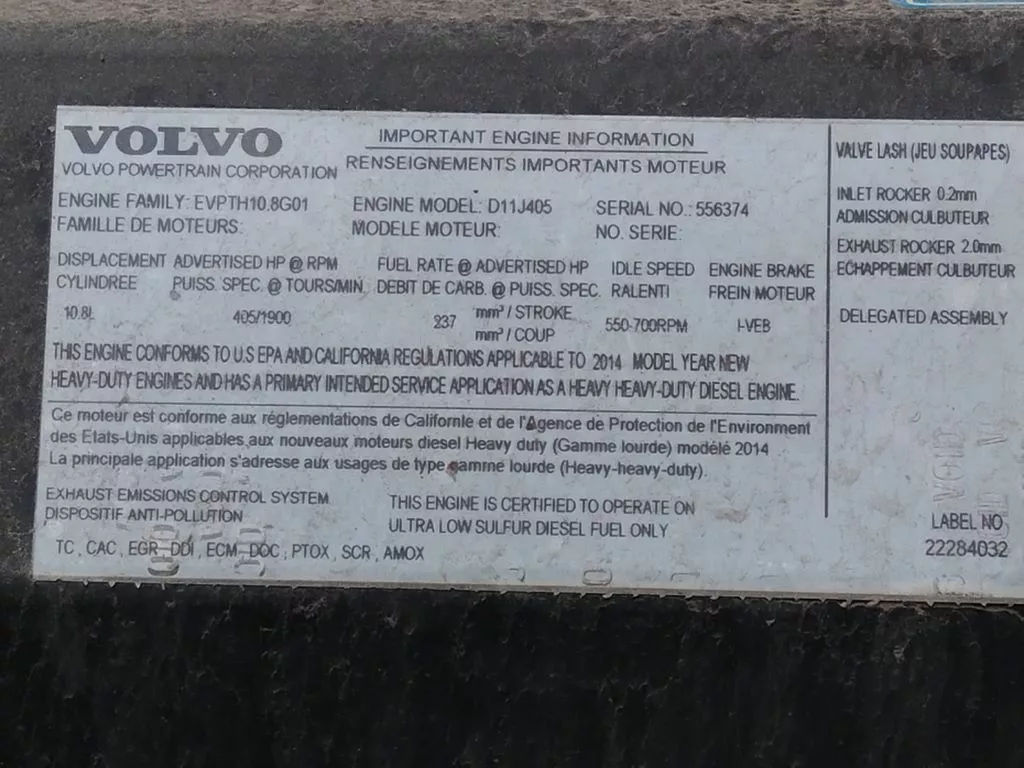 VOLVO
VOLVO POWERTRAIN CORPORATION
IMPORTANT ENGINE INFORMATION
RENSEIGNEMENTS IMPORTANTS MOTEUR
ENGINE FAMILY: EVPTH10.8G01
FAMILLE DE MOTEURS:
ENGINE MODEL: D11J405
MODELE MOTEUR:
SERIAL NO.: 556374
NO. SERIE:
DISPLACEMENT
CYLINDREE
10.8L
ADVERTISED HP @ RPM
PUISS. SPEC. @ TOURS/MIN.
405/1900
FUEL RATE @ ADVERTISED HP
DEBIT DE CARB. @ PUISS. SPEC.
237 mm³ / STROKE
mm³ / COUP
IDLE SPEED
RALENTI
550-700RPM
ENGINE BRAKE
FREIN MOTEUR
I-VEB
THIS ENGINE CONFORMS TO U.S EPA AND CALIFORNIA REGULATIONS APPLICABLE TO 2014 MODEL YEAR NEW
HEAVY-DUTY ENGINES AND HAS A PRIMARY INTENDED SERVICE APPLICATION AS A HEAVY HEAVY-DUTY DIESEL ENGINE.
Ce moteur est conforme aux réglementations de Californie et de l'Agence de Protection de l'Environment
des Etats-Unis applicables aux nouveaux moteurs diesel Heavy duty (Gamme lourde) modélé 2014
La principale application s'adresse aux usages de type gamme lourde (Heavy-heavy-duty).
EXHAUST EMISSIONS CONTROL SYSTEM
DISPOSITIF ANTI-POLLUTION
TC , CAC , EGR , DDI , ECM , DOC , PTOX , SCR , AMOX
THIS ENGINE IS CERTIFIED TO OPERATE ON
ULTRA LOW SULFUR DIESEL FUEL ONLY
VALVE LASH (JEU SOUPAPES)
INLET ROCKER 0.2mm
ADMISSION CULBUTEUR
EXHAUST ROCKER 2.0mm
ECHAPPEMENT CULBUTEUR
DELEGATED ASSEMBLY
LABEL NO
22284032